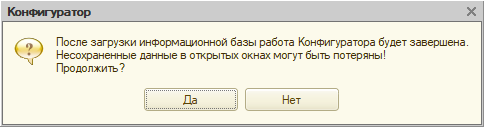 Конфигуратор
После загрузки информационной базы работа Конфигуратора будет завершена.
Несохраненные данные в открытых окнах могут быть потеряны!
Продолжить?
Да
Нет